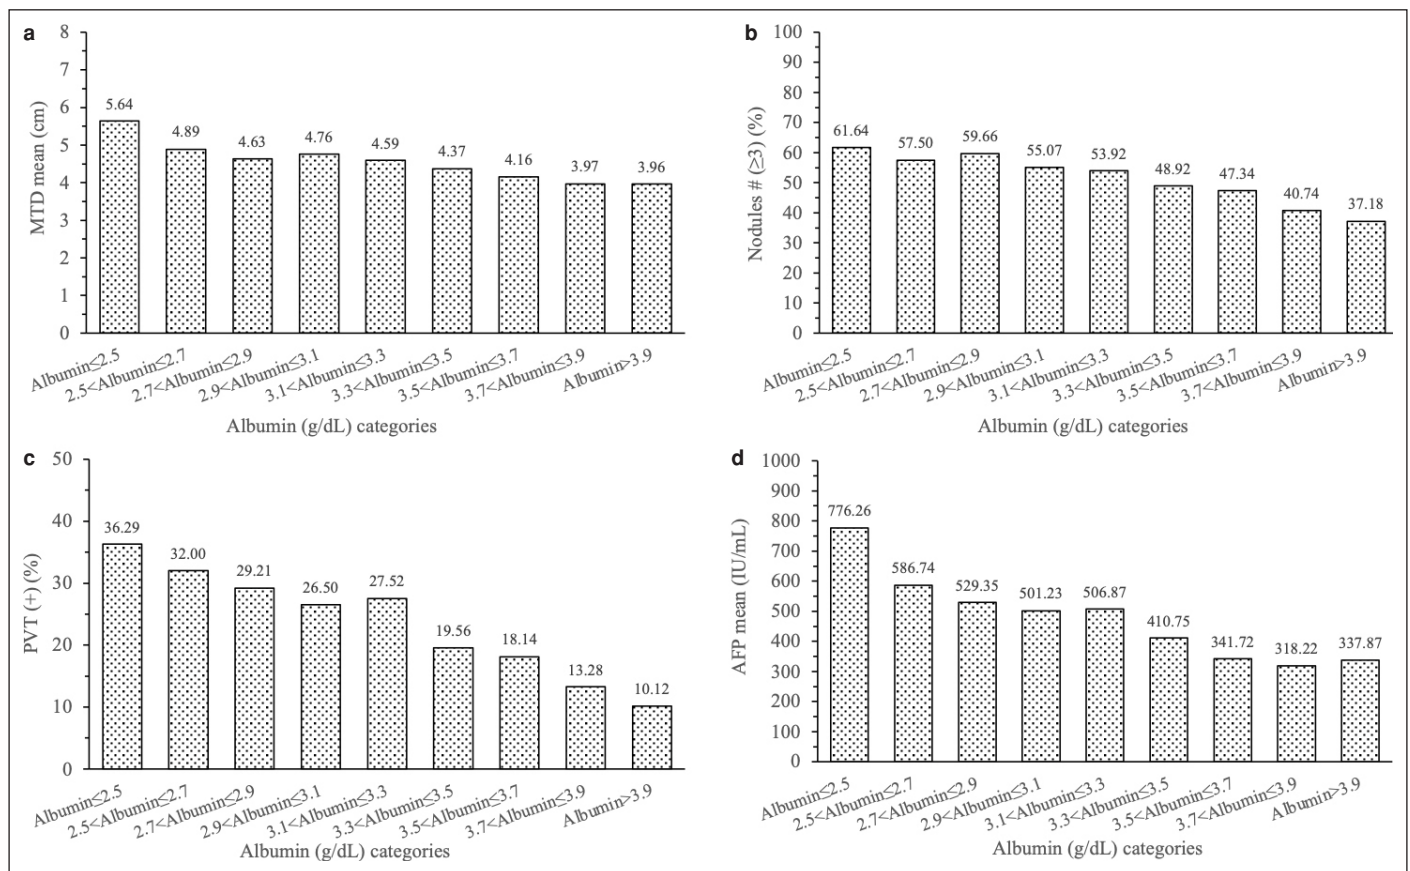 a
MTD mean (cm)
8
7
6
5
4
3
2
1
0
5.64
4.89
4.63
4.76
4.59
4.37
4.16
3.97
3.96
Albumin≤2.5
2.5<Albumin≤2.7
2.7<Albumin≤2.9
2.9<Albumin≤3.1
3.1<Albumin≤3.3
3.3<Albumin≤3.5
3.5<Albumin≤3.7
3.7<Albumin≤3.9
Albumin>3.9
Albumin (g/dL) categories
b
Nodules # (≥3) (%)
100
90
80
70
60
50
40
30
20
10
0
61.64
57.50
59.66
55.07
53.92
48.92
47.34
40.74
37.18
Albumin≤2.5
2.5<Albumin≤2.7
2.7<Albumin≤2.9
2.9<Albumin≤3.1
3.1<Albumin≤3.3
3.3<Albumin≤3.5
3.5<Albumin≤3.7
3.7<Albumin≤3.9
Albumin>3.9
Albumin (g/dL) categories
c
PVT (+) (%)
50
40
30
20
10
0
36.29
32.00
29.21
26.50
27.52
19.56
18.14
13.28
10.12
Albumin≤2.5
2.5<Albumin≤2.7
2.7<Albumin≤2.9
2.9<Albumin≤3.1
3.1<Albumin≤3.3
3.3<Albumin≤3.5
3.5<Albumin≤3.7
3.7<Albumin≤3.9
Albumin>3.9
Albumin (g/dL) categories
d
AFP mean (IU/mL)
1000
900
800
700
600
500
400
300
200
100
0
776.26
586.74
529.35
501.23
506.87
410.75
341.72
318.22
337.87
Albumin≤2.5
2.5<Albumin≤2.7
2.7<Albumin≤2.9
2.9<Albumin≤3.1
3.1<Albumin≤3.3
3.3<Albumin≤3.5
3.5<Albumin≤3.7
3.7<Albumin≤3.9
Albumin>3.9
Albumin (g/dL) categories